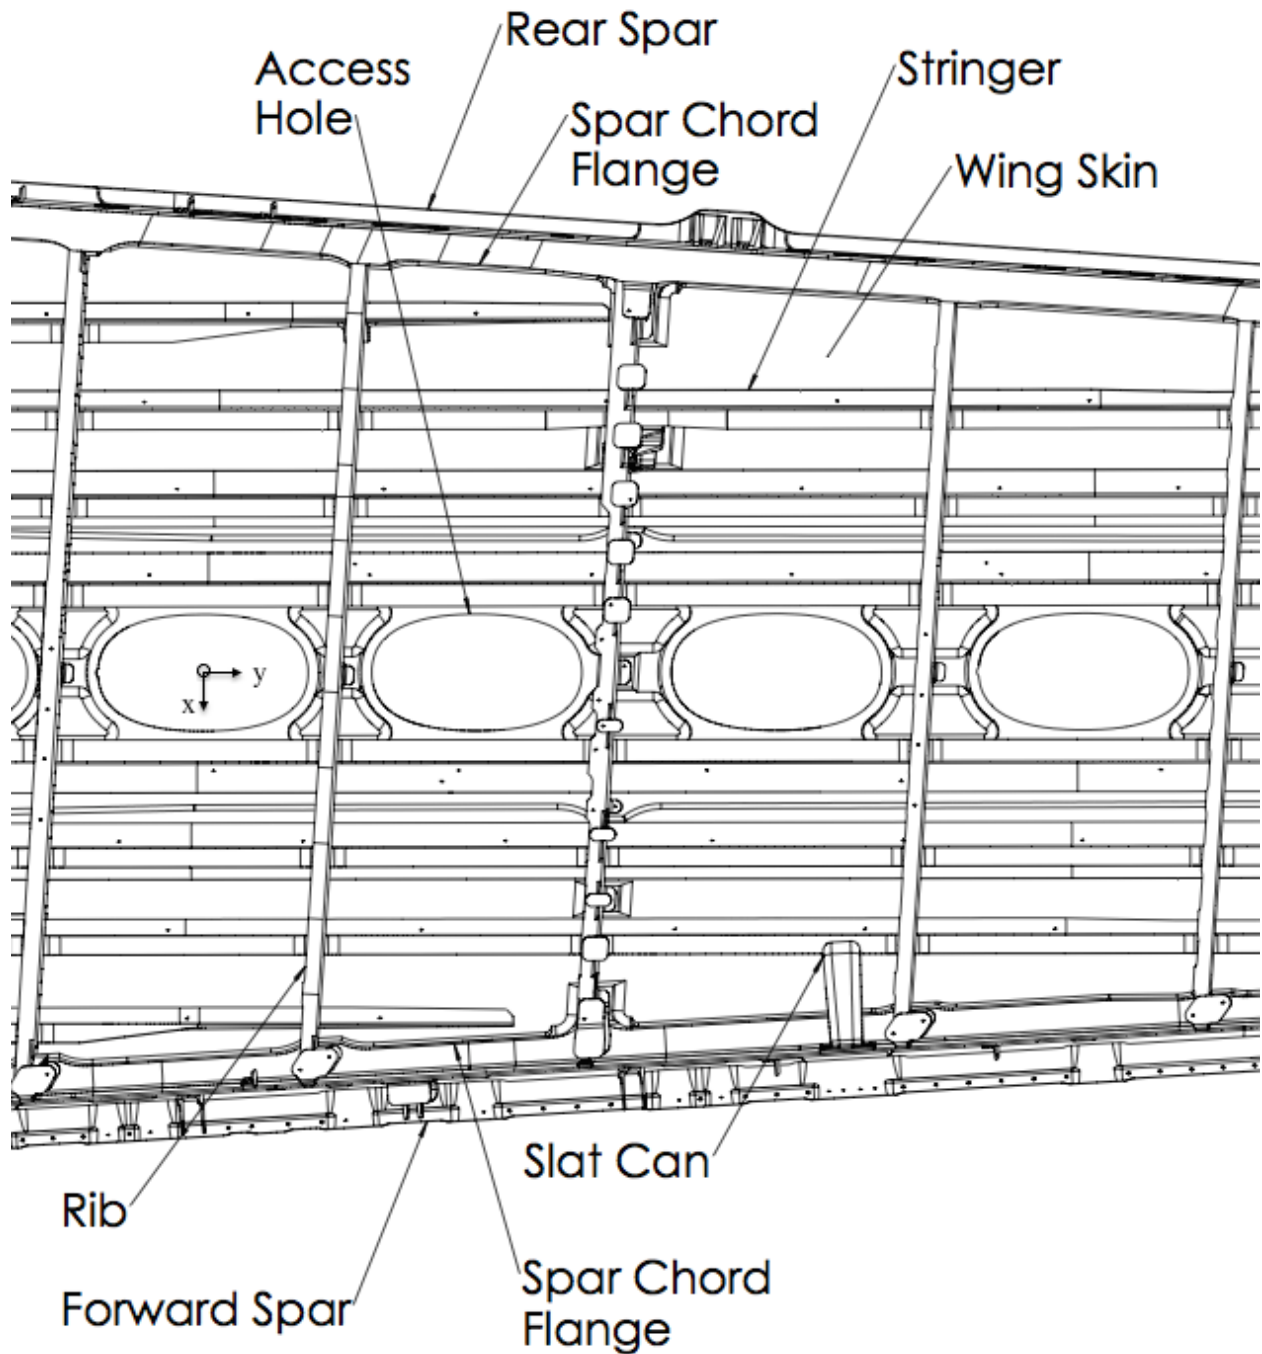 Rear Spar
Access
Hole
Spar Chord
Flange
Stringer
Wing Skin
y
x
Slat Can
Rib
Forward Spar
Spar Chord
Flange